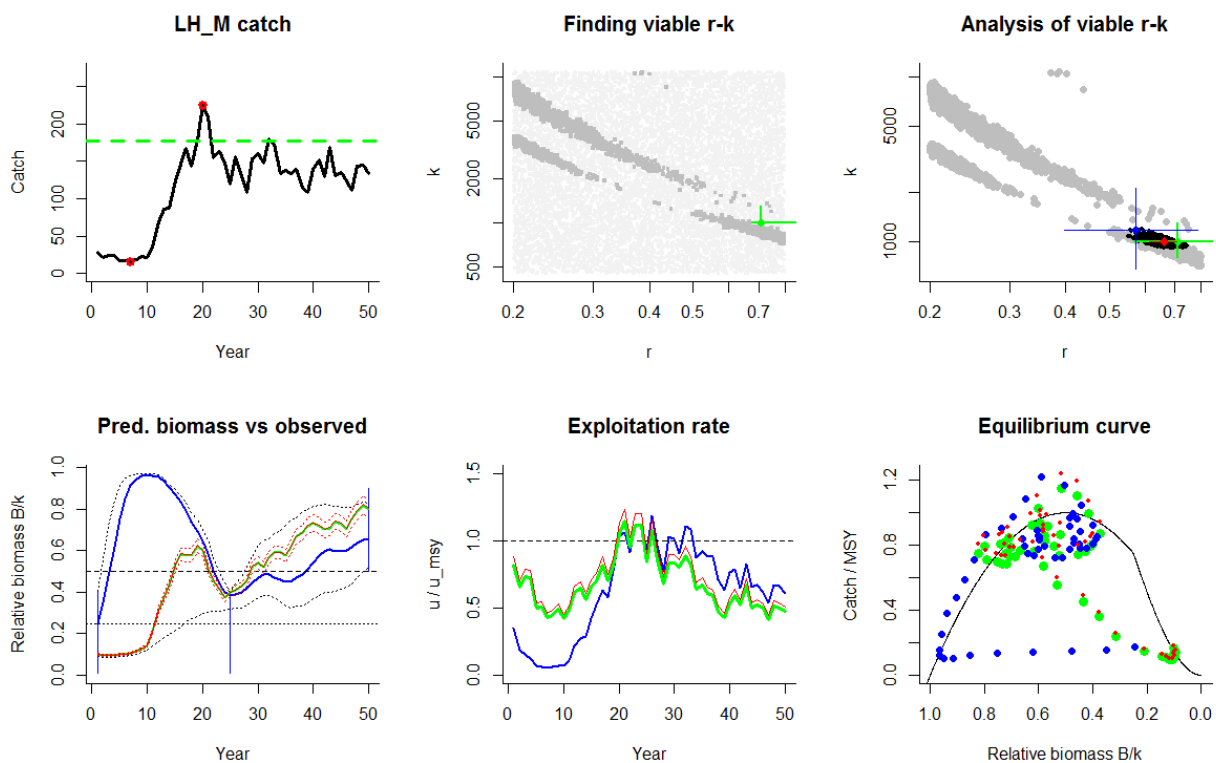 LH_M catch
Catch
0 50 100 200
0 10 20 30 40 50
Year
Finding viable r-k
k
500 1000 2000 5000
0.2 0.3 0.4 0.5 0.7
r
Analysis of viable r-k
k
1000 5000
0.2 0.3 0.4 0.5 0.7
r
Pred. biomass vs observed
Relative biomass B/k
0.0 0.2 0.4 0.6 0.8 1.0
0 10 20 30 40 50
Year
Exploitation rate
u / u_msy
0.0 0.5 1.0 1.5
0 10 20 30 40 50
Year
Equilibrium curve
Catch / MSY
0.0 0.4 0.8 1.2
1.0 0.8 0.6 0.4 0.2 0.0
Relative biomass B/k